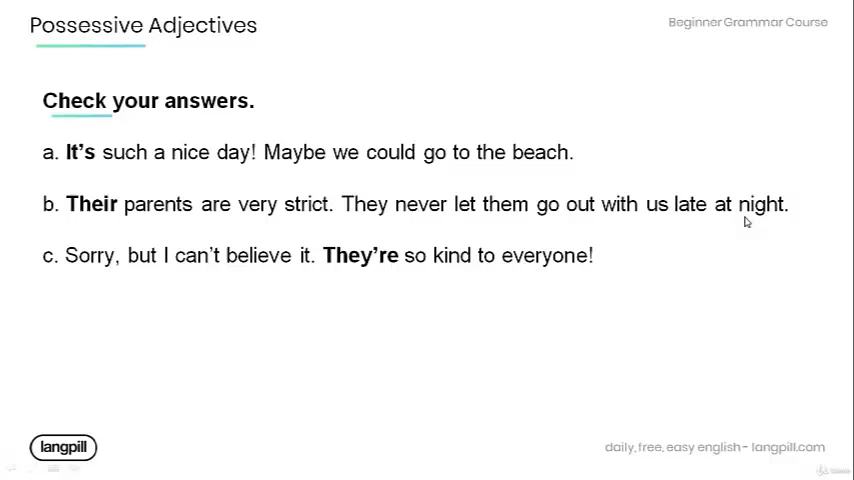 Possessive Adjectives
Beginner Grammar Course
Check your answers.
a. It's such a nice day! Maybe we could go to the beach.
b. Their parents are very strict. They never let them go out with us late at night.
c. Sorry, but I can't believe it. They're so kind to everyone!
langpill
daily, free, easy english - langpill.com